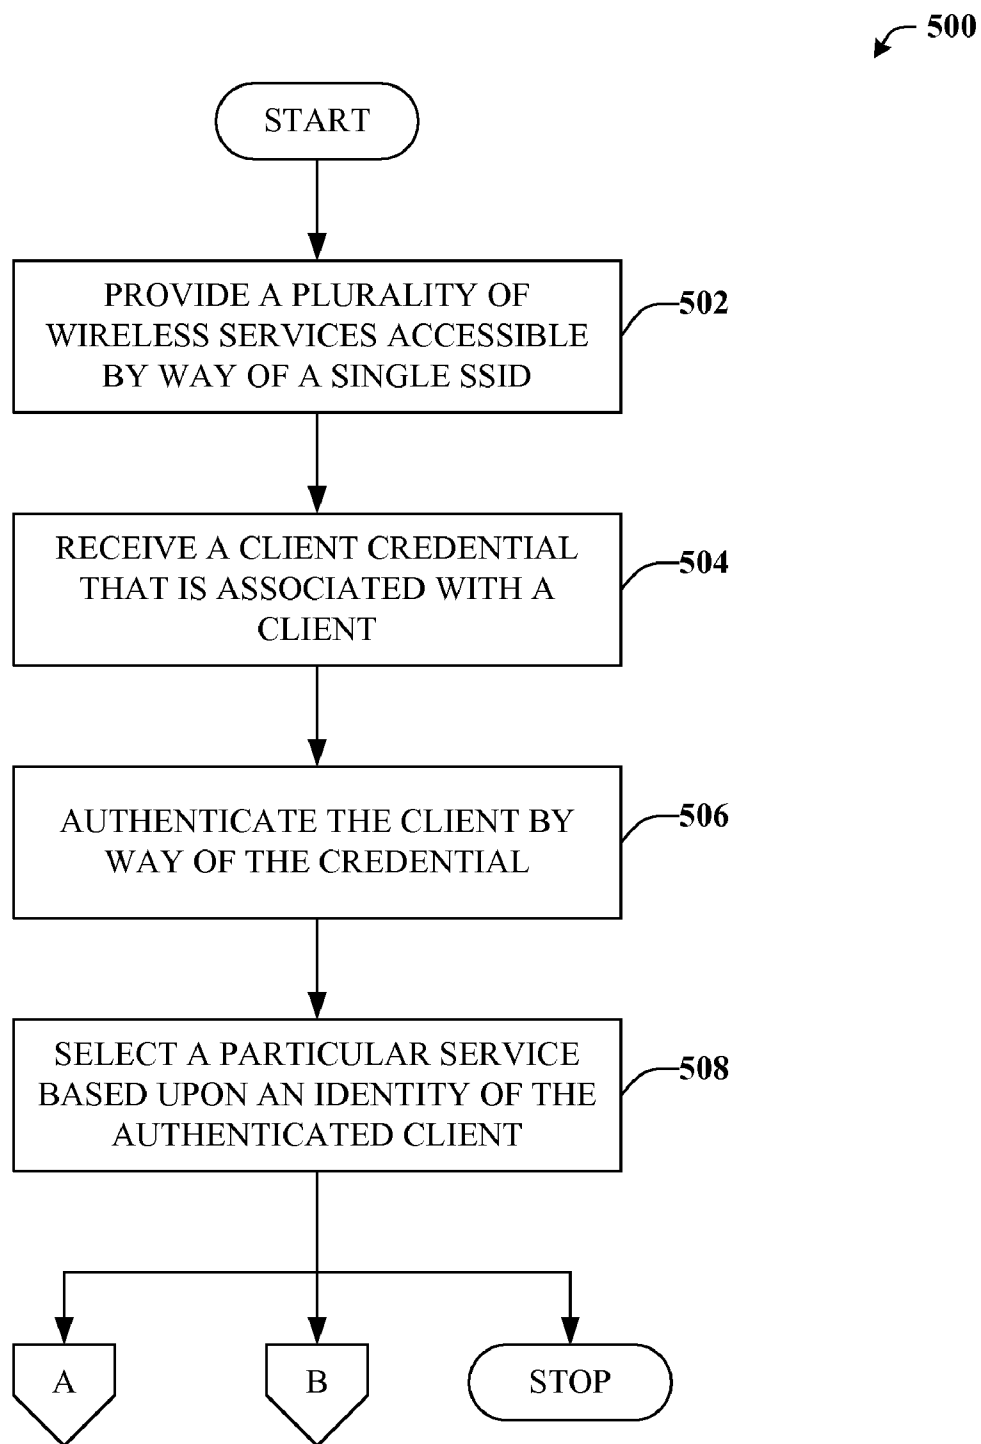 500
START
PROVIDE A PLURALITY OF
WIRELESS SERVICES ACCESSIBLE
BY WAY OF A SINGLE SSID
502
RECEIVE A CLIENT CREDENTIAL
THAT IS ASSOCIATED WITH A
CLIENT
504
AUTHENTICATE THE CLIENT BY
WAY OF THE CREDENTIAL
506
SELECT A PARTICULAR SERVICE
BASED UPON AN IDENTITY OF THE
AUTHENTICATED CLIENT
508
A
B
STOP